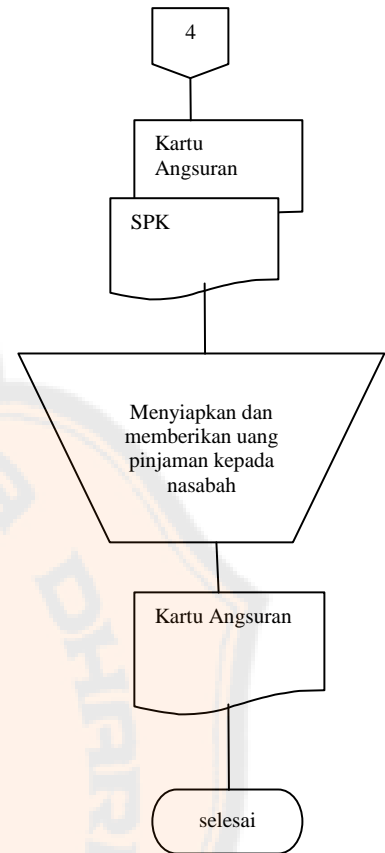 4
Kartu
Angsuran
SPK
Menyiapkan dan
memberikan uang
pinjaman kepada
nasabah
Kartu Angsuran
selesai